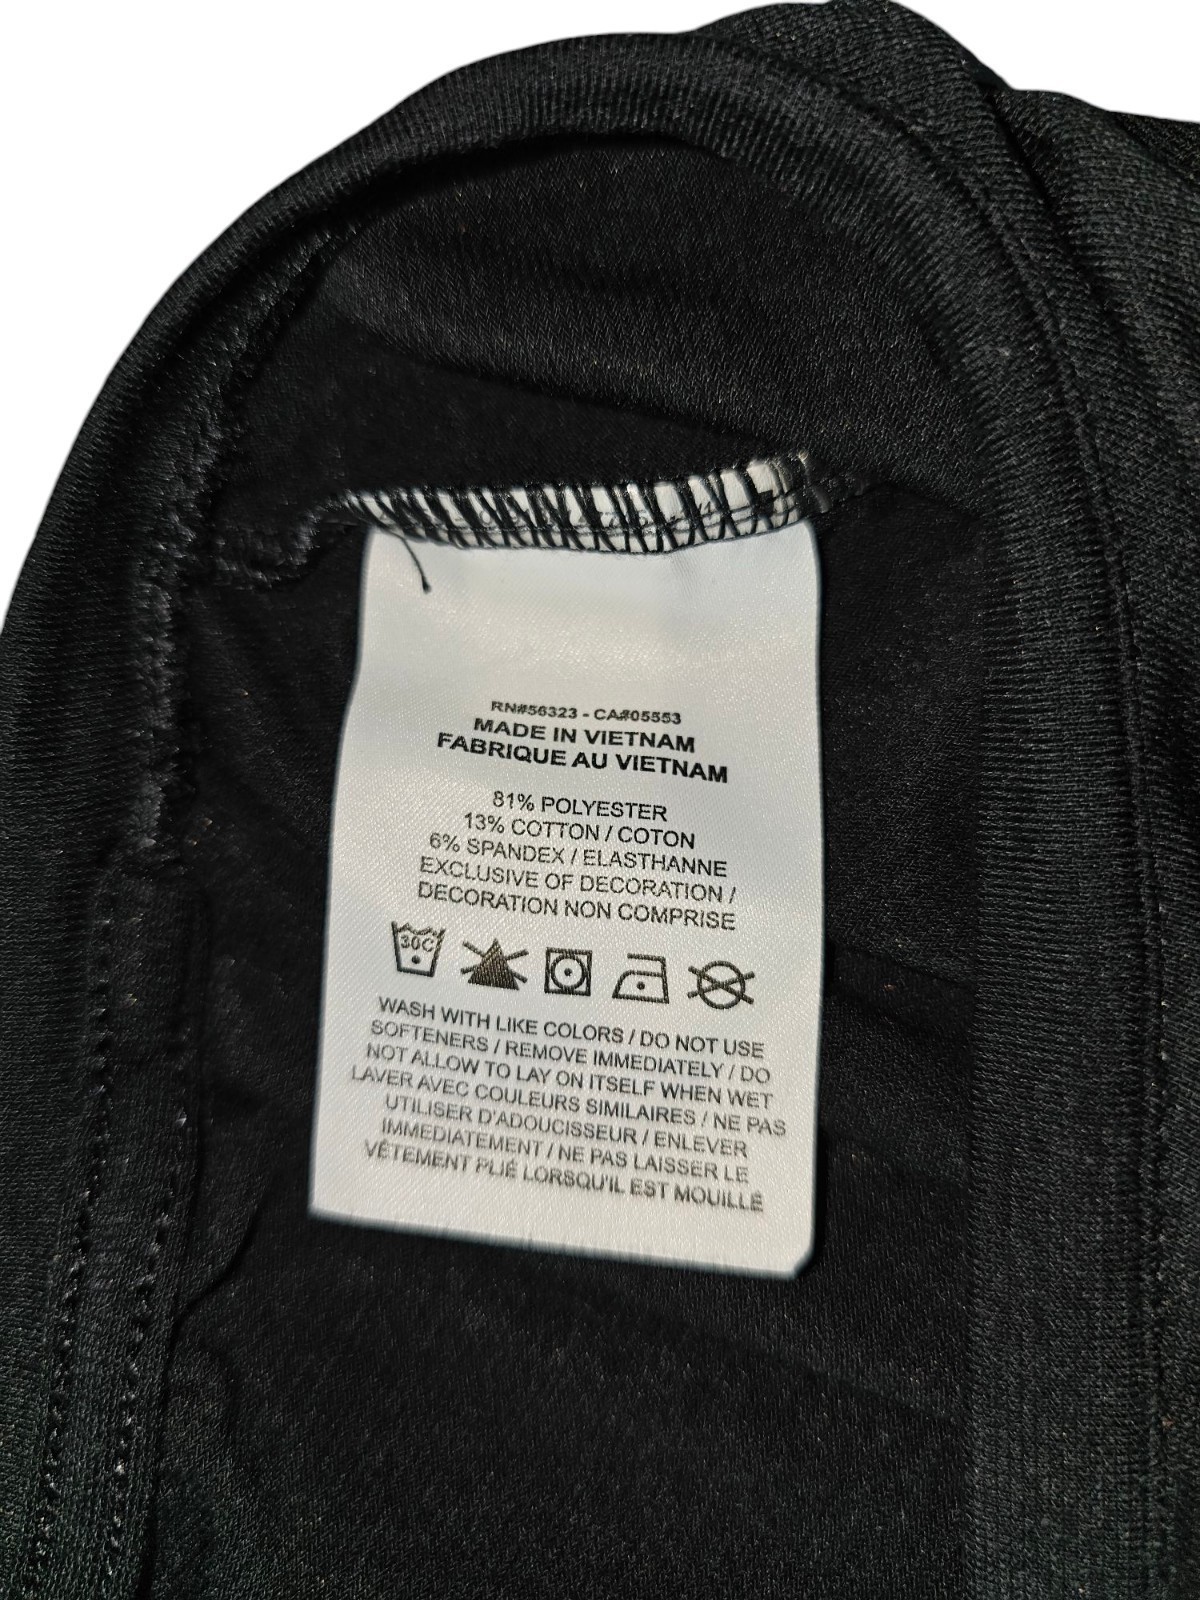 RN#56323 - CA#05553
MADE IN VIETNAM
FABRIQUE AU VIETNAM
81% POLYESTER
13% COTTON / COTON
6% SPANDEX / ELASTHANNE
EXCLUSIVE OF DECORATION /
DECORATION NON COMPRISE
30C
WASH WITH LIKE COLORS / DO NOT USE
SOFTENERS / REMOVE IMMEDIATELY / DO
NOT ALLOW TO LAY ON ITSELF WHEN WET
LAVER AVEC COULEURS SIMILAIRES / NE PAS
UTILISER D'ADOUCISSEUR / ENLEVER
IMMEDIATEMENT / NE PAS LAISSER LE
VÊTEMENT PLIÉ LORSQU'IL EST MOUILLÉ